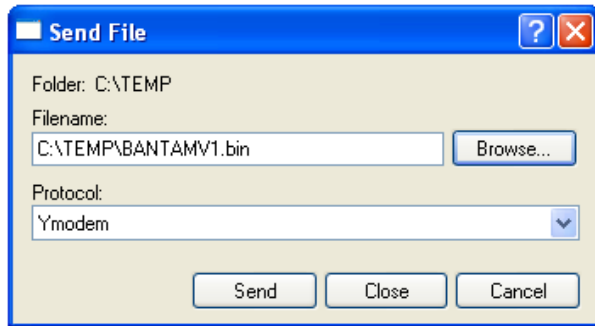 Send File
?
Folder: C:\TEMP
Filename:
C:\TEMP\BANTAMV1.bin
Browse...
Protocol:
Ymodem
Send Close Cancel